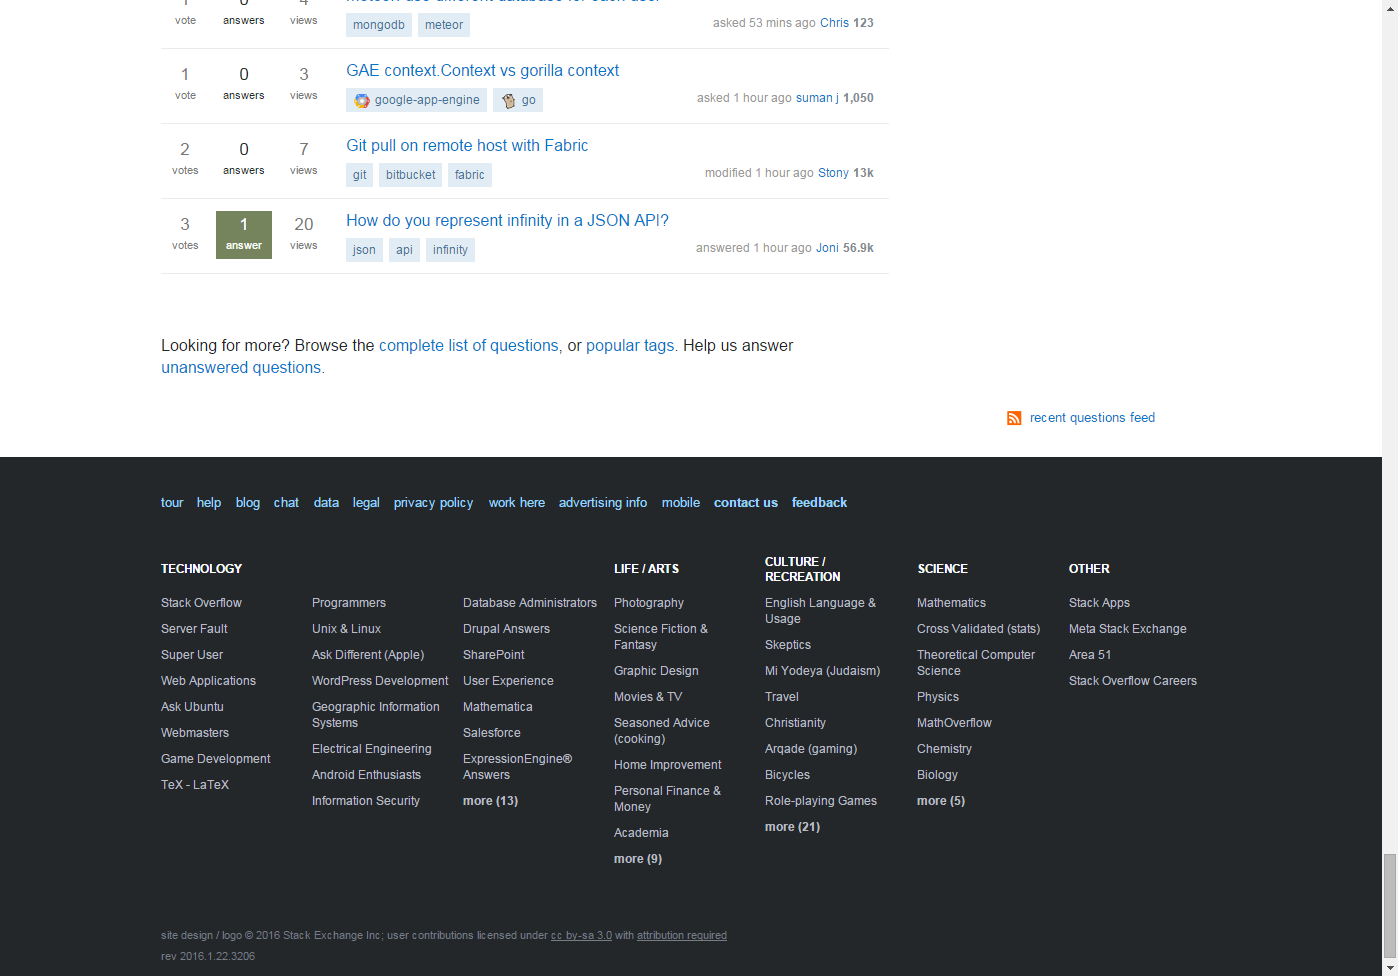 1 0 4 meteor: use different database for each user
vote answers views mongodb meteor asked 53 mins ago Chris 123
1 0 3 GAE context.Context vs gorilla context
vote answers views google-app-engine go asked 1 hour ago suman j 1,050
2 0 7 Git pull on remote host with Fabric
votes answers views git bitbucket fabric modified 1 hour ago Stony 13k
3 1 20 How do you represent infinity in a JSON API?
votes answer views json api infinity answered 1 hour ago Joni 56.9k
Looking for more? Browse the complete list of questions, or popular tags. Help us answer
unanswered questions.
recent questions feed
tour help blog chat data legal privacy policy work here advertising info mobile contact us feedback
TECHNOLOGY
Stack Overflow
Server Fault
Super User
Web Applications
Ask Ubuntu
Webmasters
Game Development
TeX - LaTeX
Programmers
Unix & Linux
Ask Different (Apple)
WordPress Development
Geographic Information
Systems
Electrical Engineering
Android Enthusiasts
Information Security
Database Administrators
Drupal Answers
SharePoint
User Experience
Mathematica
Salesforce
ExpressionEngine®
Answers
more (13)
LIFE / ARTS
Photography
Science Fiction &
Fantasy
Graphic Design
Movies & TV
Seasoned Advice
(cooking)
Home Improvement
Personal Finance &
Money
Academia
more (9)
CULTURE /
RECREATION
English Language &
Usage
Skeptics
Mi Yodeya (Judaism)
Travel
Christianity
Arqade (gaming)
Bicycles
Role-playing Games
more (21)
SCIENCE
Mathematics
Cross Validated (stats)
Theoretical Computer
Science
Physics
MathOverflow
Chemistry
Biology
more (5)
OTHER
Stack Apps
Meta Stack Exchange
Area 51
Stack Overflow Careers
site design / logo © 2016 Stack Exchange Inc; user contributions licensed under cc by-sa 3.0 with attribution required
rev 2016.1.22.3206